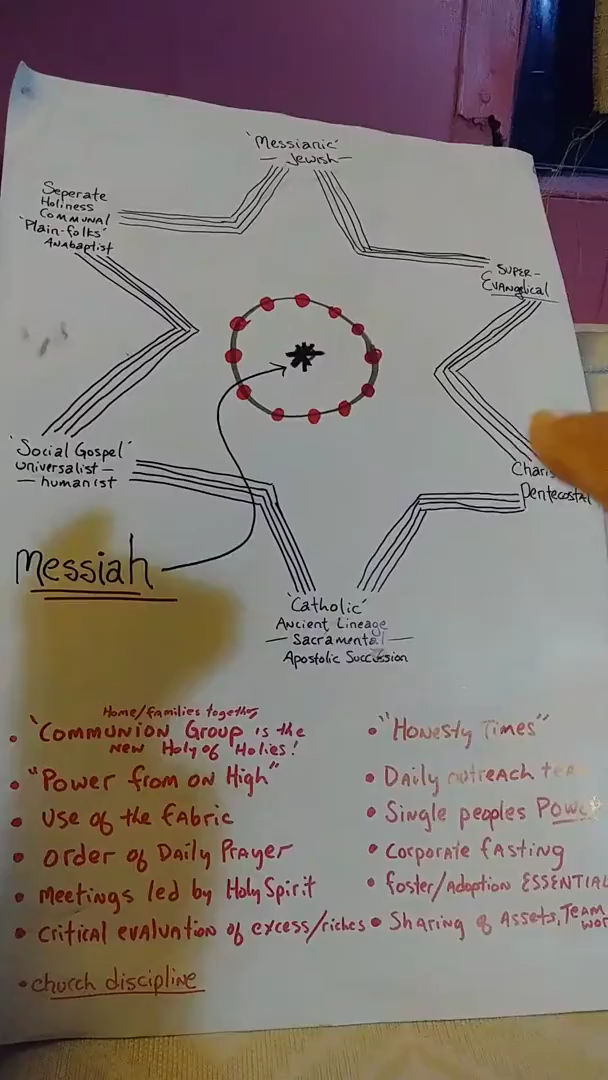 'Messianic'
— Jewish —
Seperate
Holiness
COMMUNAL
'Plain-folks'
ANABAptist
SUPER-
EVANgelical
'Social Gospel'
universalist —
— humanist
Pentecostal
Messiah
'Catholic'
Ancient Lineage
— Sacramental —
Apostolic Succession
Home/families together
• "COMMUNION GROUP is the
new Holy of Holies!
• "Power from on High"
• Use of the fabric
• Order of Daily Prayer
• Meetings led by Holy Spirit
• Critical evaluation of excess/riches
• church discipline
• "Honesty Times"
• Daily outreach
• Single peoples
• Corporate fasting
• foster/Adoption ESSENTIAL
• Sharing of Assets, TEAM